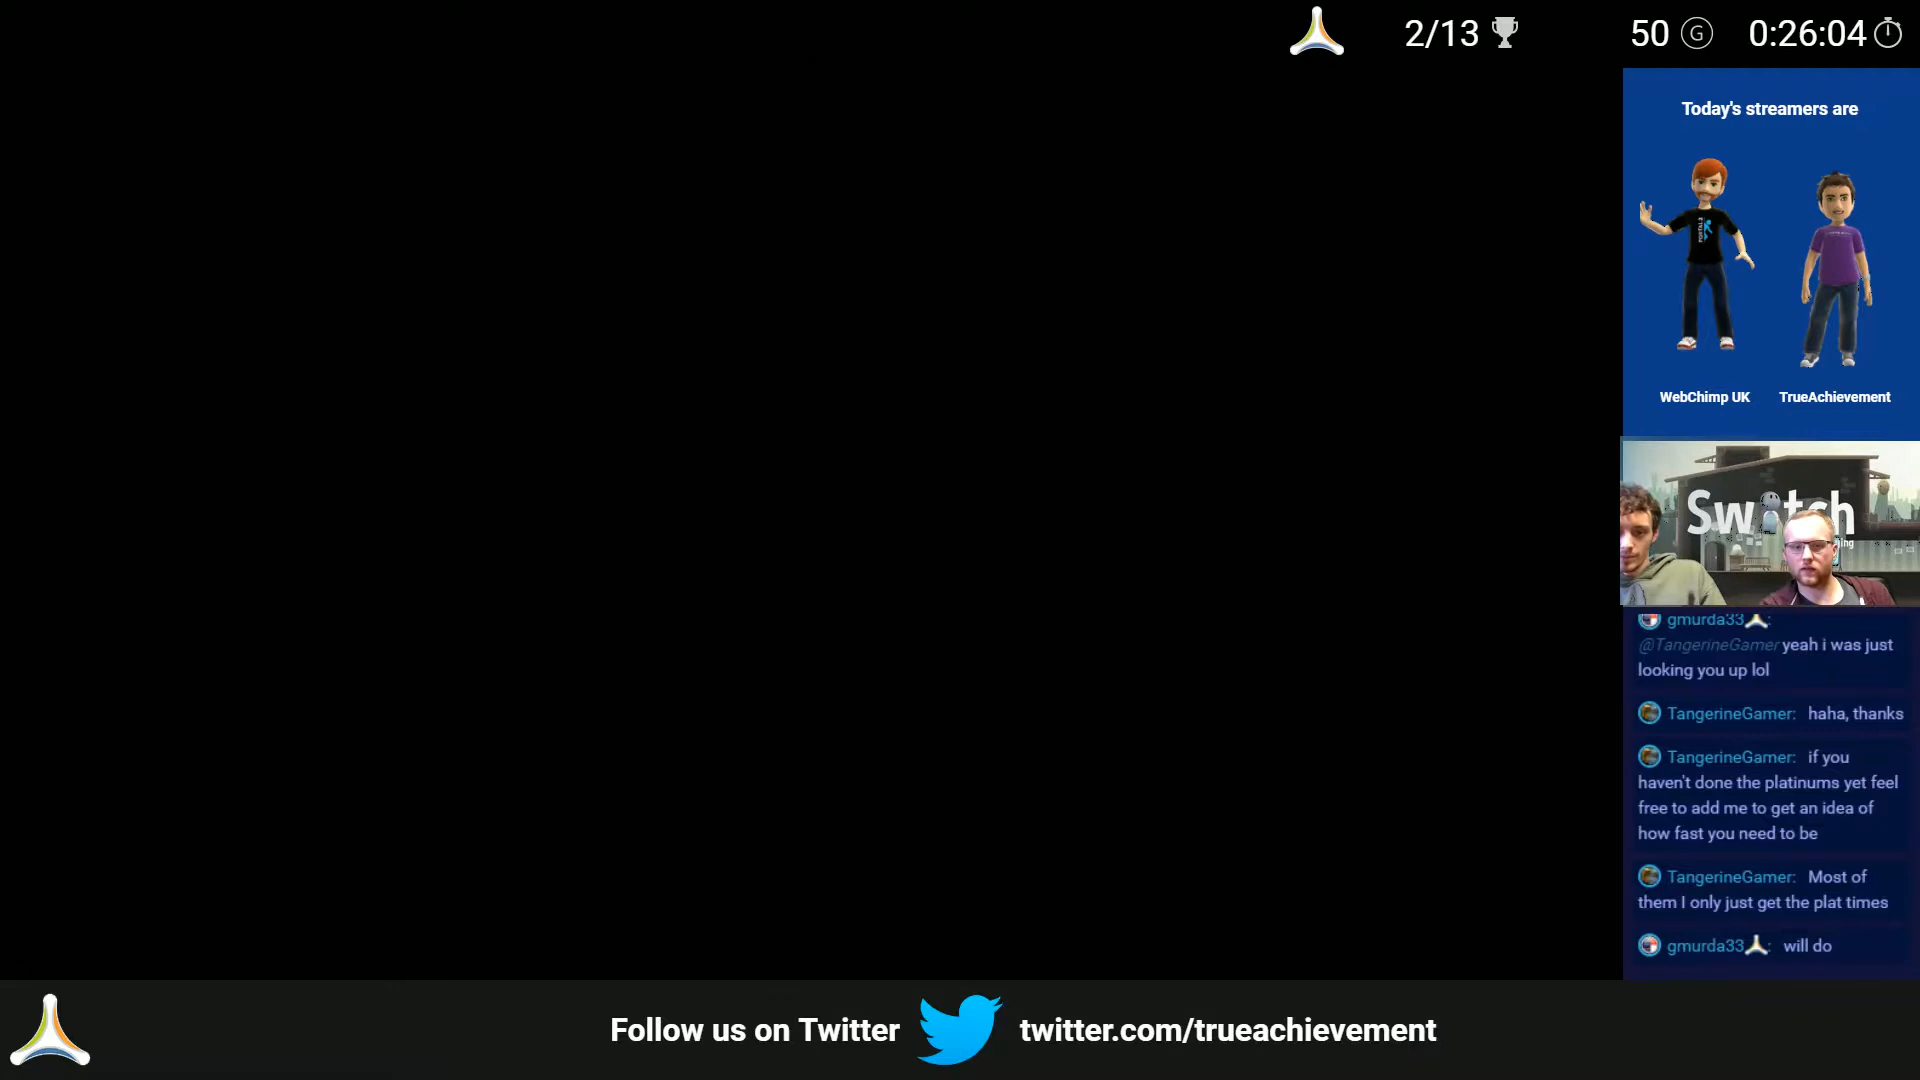 2/13
50 G 0:26:04
Today's streamers are
PORTAL 2
WebChimp UK TrueAchievement
Switch
gmurda33:
@TangerineGamer yeah i was just
looking you up lol
TangerineGamer: haha, thanks
TangerineGamer: if you
haven't done the platinums yet feel
free to add me to get an idea of
how fast you need to be
TangerineGamer: Most of
them I only just get the plat times
gmurda33: will do
Follow us on Twitter twitter.com/trueachievement